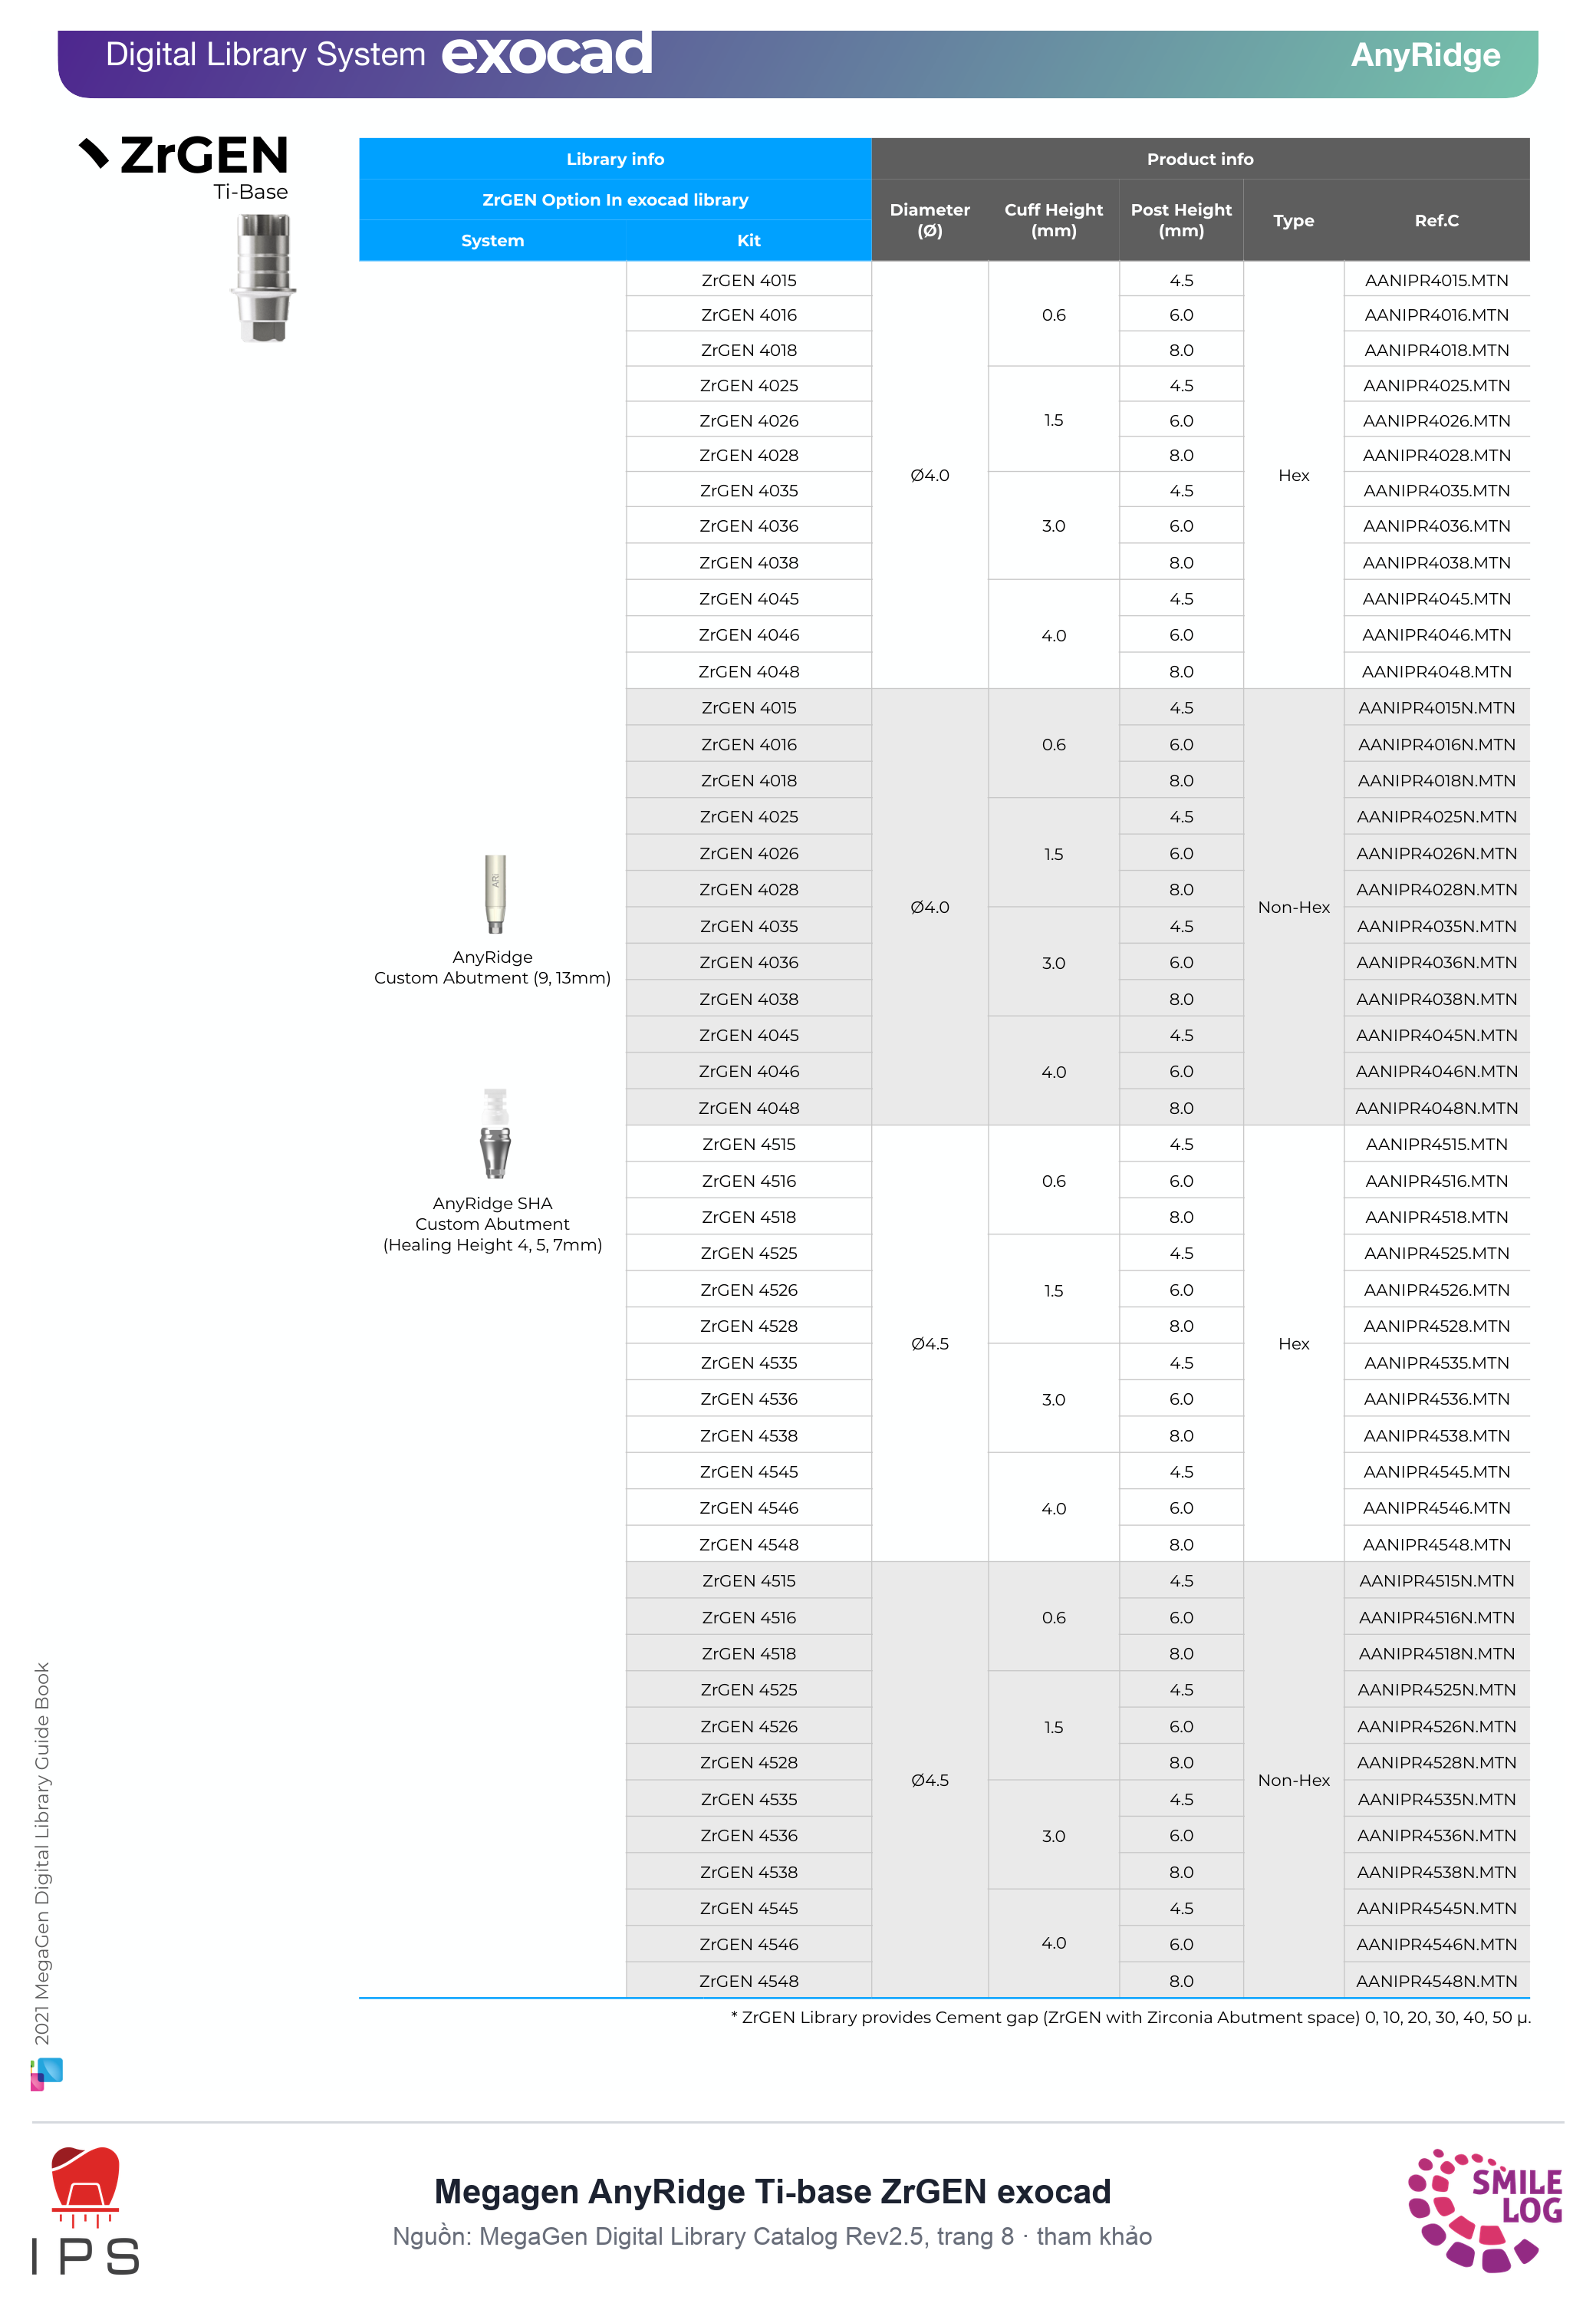 Digital Library System exocad
AnyRidge
ZrGEN
Ti-Base
Library info
Product info
ZrGEN Option In exocad library
Diameter (Ø)
Cuff Height (mm)
Post Height (mm)
Type
Ref.C
System
Kit
ZrGEN 4015 Ø4.0 0.6 4.5 Hex AANIPR4015.MTN
ZrGEN 4016 6.0 AANIPR4016.MTN
ZrGEN 4018 8.0 AANIPR4018.MTN
ZrGEN 4025 1.5 4.5 AANIPR4025.MTN
ZrGEN 4026 6.0 AANIPR4026.MTN
ZrGEN 4028 8.0 AANIPR4028.MTN
ZrGEN 4035 3.0 4.5 AANIPR4035.MTN
ZrGEN 4036 6.0 AANIPR4036.MTN
ZrGEN 4038 8.0 AANIPR4038.MTN
ZrGEN 4045 4.0 4.5 AANIPR4045.MTN
ZrGEN 4046 6.0 AANIPR4046.MTN
ZrGEN 4048 8.0 AANIPR4048.MTN
ZrGEN 4015 Ø4.0 0.6 4.5 Non-Hex AANIPR4015N.MTN
ZrGEN 4016 6.0 AANIPR4016N.MTN
ZrGEN 4018 8.0 AANIPR4018N.MTN
ZrGEN 4025 1.5 4.5 AANIPR4025N.MTN
ZrGEN 4026 6.0 AANIPR4026N.MTN
ZrGEN 4028 8.0 AANIPR4028N.MTN
ZrGEN 4035 3.0 4.5 AANIPR4035N.MTN
ZrGEN 4036 6.0 AANIPR4036N.MTN
ZrGEN 4038 8.0 AANIPR4038N.MTN
ZrGEN 4045 4.0 4.5 AANIPR4045N.MTN
ZrGEN 4046 6.0 AANIPR4046N.MTN
ZrGEN 4048 8.0 AANIPR4048N.MTN
ZrGEN 4515 Ø4.5 0.6 4.5 Hex AANIPR4515.MTN
ZrGEN 4516 6.0 AANIPR4516.MTN
ZrGEN 4518 8.0 AANIPR4518.MTN
ZrGEN 4525 1.5 4.5 AANIPR4525.MTN
ZrGEN 4526 6.0 AANIPR4526.MTN
ZrGEN 4528 8.0 AANIPR4528.MTN
ZrGEN 4535 3.0 4.5 AANIPR4535.MTN
ZrGEN 4536 6.0 AANIPR4536.MTN
ZrGEN 4538 8.0 AANIPR4538.MTN
ZrGEN 4545 4.0 4.5 AANIPR4545.MTN
ZrGEN 4546 6.0 AANIPR4546.MTN
ZrGEN 4548 8.0 AANIPR4548.MTN
ZrGEN 4515 Ø4.5 0.6 4.5 Non-Hex AANIPR4515N.MTN
ZrGEN 4516 6.0 AANIPR4516N.MTN
ZrGEN 4518 8.0 AANIPR4518N.MTN
ZrGEN 4525 1.5 4.5 AANIPR4525N.MTN
ZrGEN 4526 6.0 AANIPR4526N.MTN
ZrGEN 4528 8.0 AANIPR4528N.MTN
ZrGEN 4535 3.0 4.5 AANIPR4535N.MTN
ZrGEN 4536 6.0 AANIPR4536N.MTN
ZrGEN 4538 8.0 AANIPR4538N.MTN
ZrGEN 4545 4.0 4.5 AANIPR4545N.MTN
ZrGEN 4546 6.0 AANIPR4546N.MTN
ZrGEN 4548 8.0 AANIPR4548N.MTN
ARi
AnyRidge
Custom Abutment (9, 13mm)
AnyRidge SHA
Custom Abutment
(Healing Height 4, 5, 7mm)
* ZrGEN Library provides Cement gap (ZrGEN with Zirconia Abutment space) 0, 10, 20, 30, 40, 50 µ.
2021 MegaGen Digital Library Guide Book
IPS
Megagen AnyRidge Ti-base ZrGEN exocad
Nguồn: MegaGen Digital Library Catalog Rev2.5, trang 8 · tham khảo
SMILE
LOG